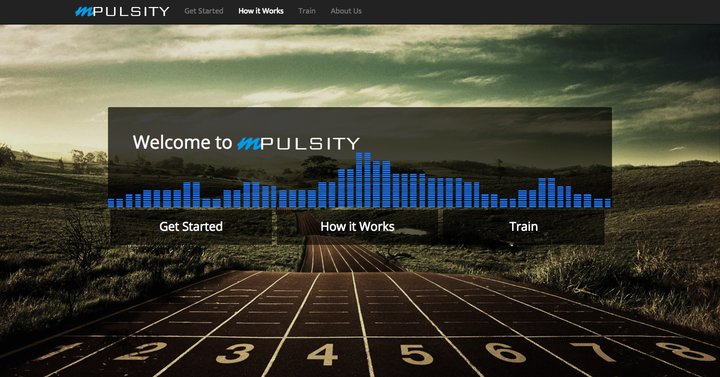 mPULSITY Get Started How it Works Train About Us
Welcome to mPULSITY
Get Started How it Works Train
1 2 3 4 5 6 7 8